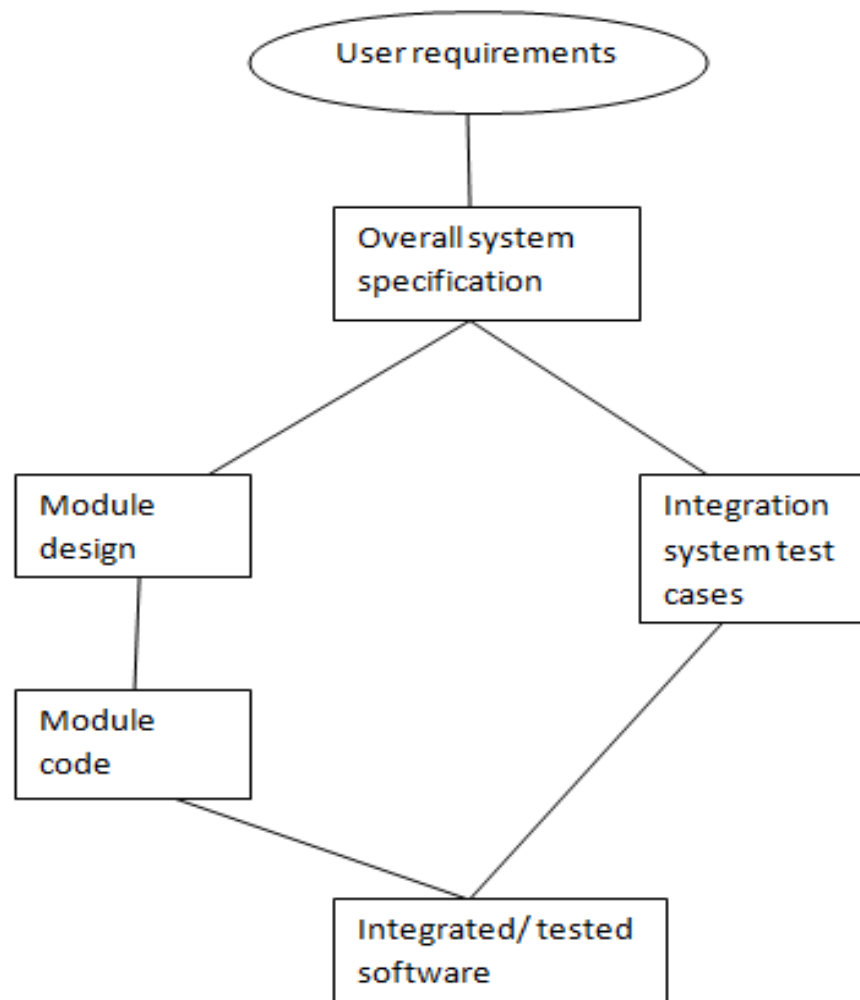 User requirements
Overall system
specification
Module
design
Integration
system test
cases
Module
code
Integrated/ tested
software